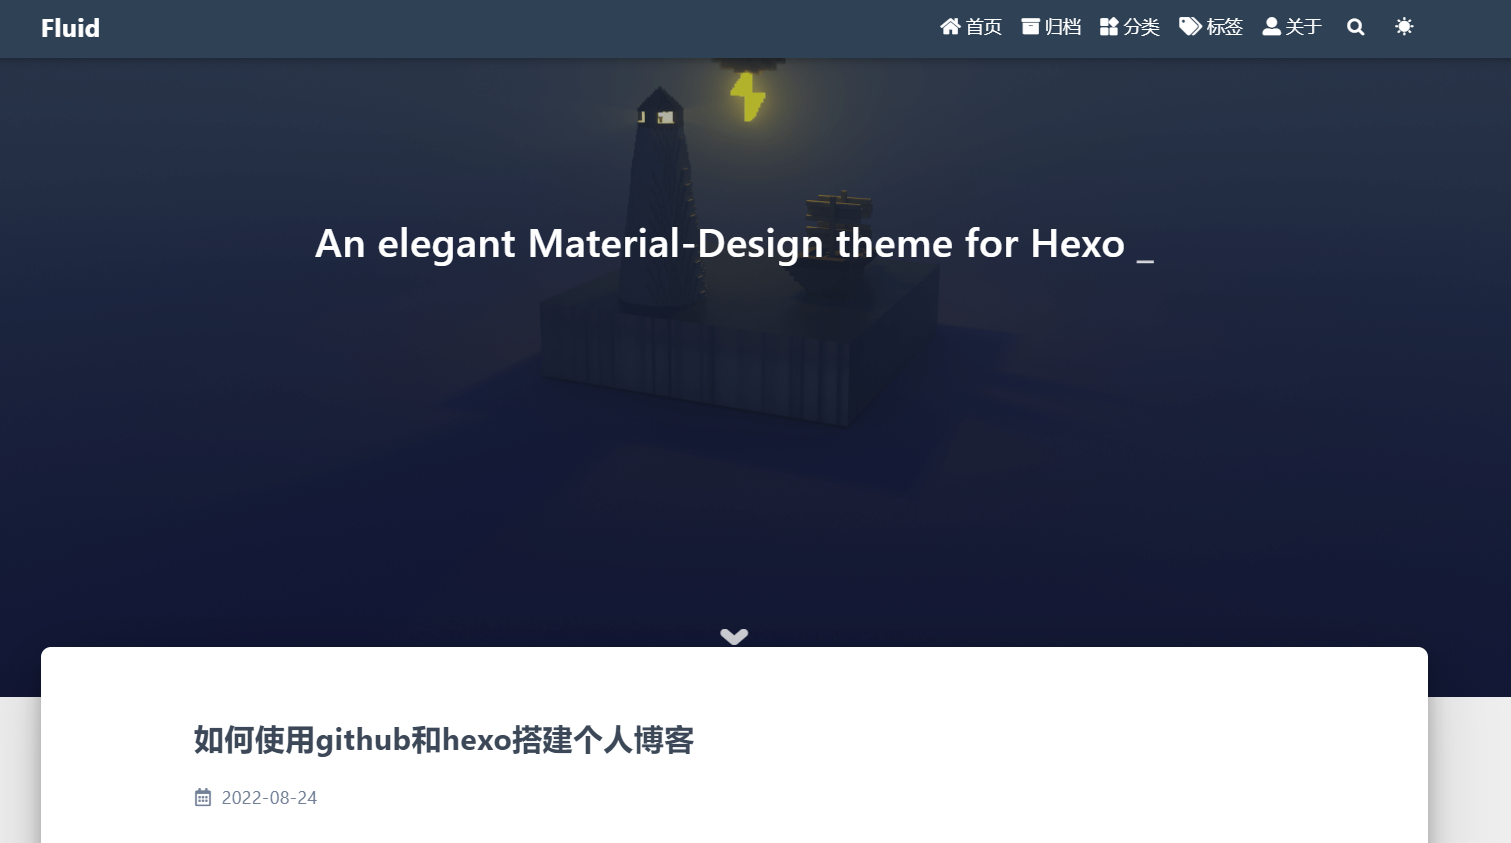 Fluid
首页 归档 分类 标签 关于
An elegant Material-Design theme for Hexo _
如何使用github和hexo搭建个人博客
2022-08-24